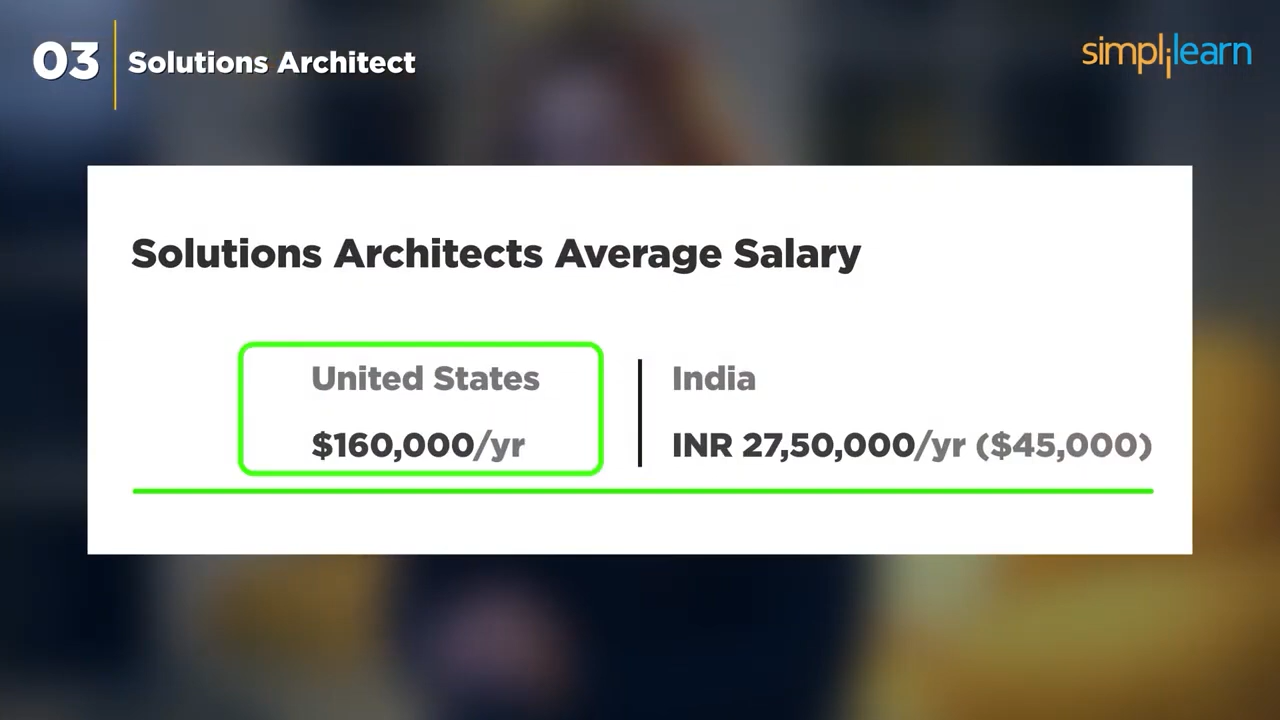 03
Solutions Architect
simplilearn
Solutions Architects Average Salary
United States
$160,000/yr
India
INR 27,50,000/yr ($45,000)